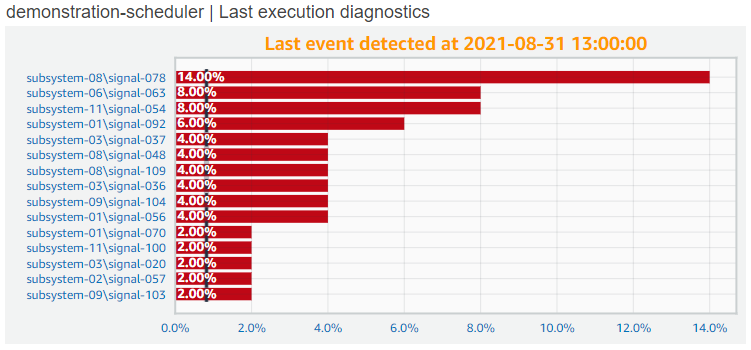 demonstration-scheduler | Last execution diagnostics
Last event detected at 2021-08-31 13:00:00
subsystem-08\signal-078 14.00%
subsystem-06\signal-063 8.00%
subsystem-11\signal-054 8.00%
subsystem-01\signal-092 6.00%
subsystem-03\signal-037 4.00%
subsystem-08\signal-048 4.00%
subsystem-08\signal-109 4.00%
subsystem-03\signal-036 4.00%
subsystem-09\signal-104 4.00%
subsystem-01\signal-056 4.00%
subsystem-01\signal-070 2.00%
subsystem-11\signal-100 2.00%
subsystem-03\signal-020 2.00%
subsystem-02\signal-057 2.00%
subsystem-09\signal-103 2.00%
0.0% 2.0% 4.0% 6.0% 8.0% 10.0% 12.0% 14.0%